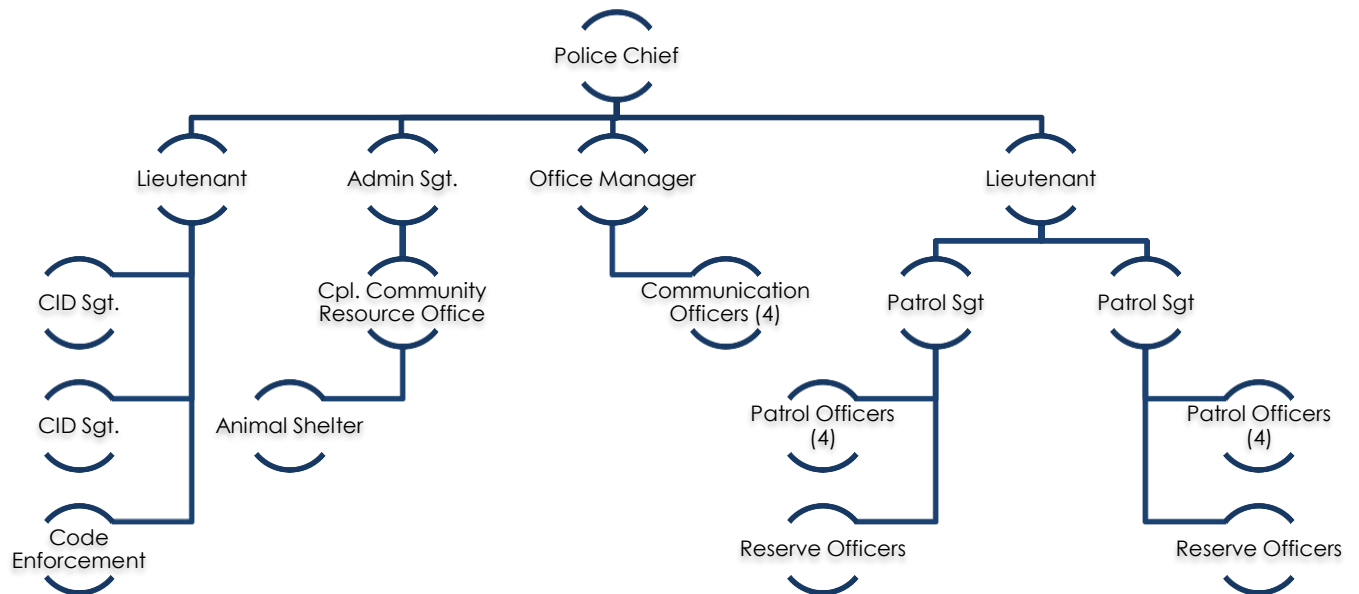 Police Chief
Lieutenant
Admin Sgt.
Office Manager
Lieutenant
CID Sgt.
Cpl. Community
Resource Office
Communication
Officers (4)
Patrol Sgt
Patrol Sgt
CID Sgt.
Animal Shelter
Patrol Officers
(4)
Patrol Officers
(4)
Code
Enforcement
Reserve Officers
Reserve Officers